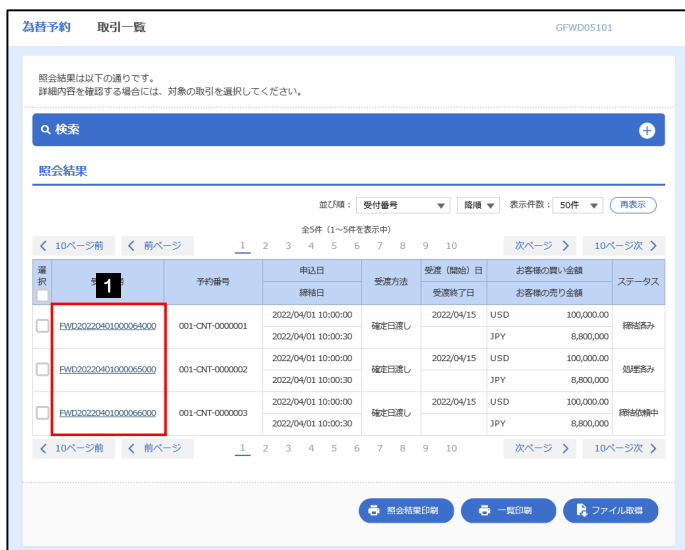 為替予約 取引一覧 GFWD05101
照会結果は以下の通りです。
詳細内容を確認する場合には、対象の取引を選択してください。
検索
照会結果
並び順： 受付番号 降順 表示件数： 50件 再表示
全5件（1～5件を表示中）
10ページ前 前ページ 1 2 3 4 5 6 7 8 9 10 次ページ 10ページ次
選択 受 1 号 予約番号 申込日 受渡方法 受渡（開始）日 お客様の買い金額 ステータス
締結日 受渡終了日 お客様の売り金額
FWD20220401000064000 001-CNT-0000001 2022/04/01 10:00:00 確定日渡し 2022/04/15 USD 100,000.00 締結済み
2022/04/01 10:00:30 JPY 8,800,000
FWD20220401000065000 001-CNT-0000002 2022/04/01 10:00:00 確定日渡し 2022/04/15 USD 100,000.00 処理済み
2022/04/01 10:00:30 JPY 8,800,000
FWD20220401000066000 001-CNT-0000003 2022/04/01 10:00:00 確定日渡し 2022/04/15 USD 100,000.00 締結依頼中
2022/04/01 10:00:30 JPY 8,800,000
10ページ前 前ページ 1 2 3 4 5 6 7 8 9 10 次ページ 10ページ次
照会結果印刷 一覧印刷 ファイル取得